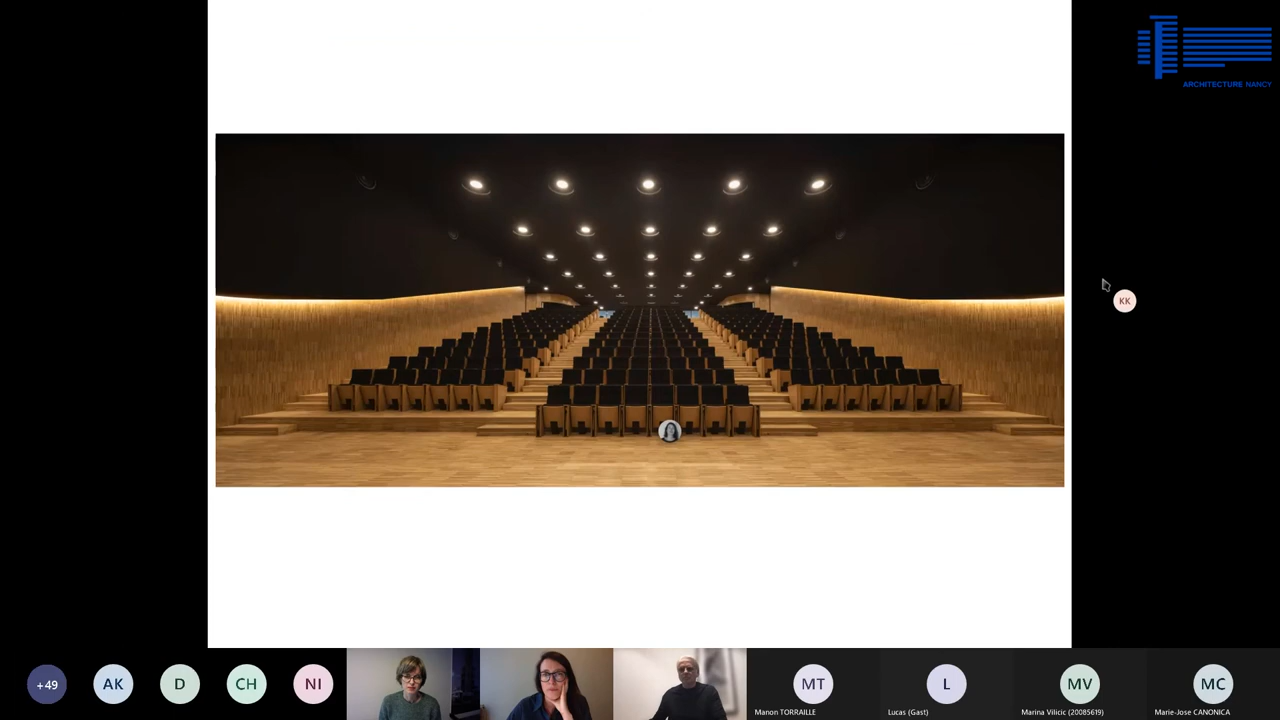 ARCHITECTURE NANCY
KK
+49
AK
D
CH
NI
MT
L
MV
MC
Manon TORRAILLE
Lucas (Gast)
Marina Vilicic (20085619)
Marie-Jose CANONICA